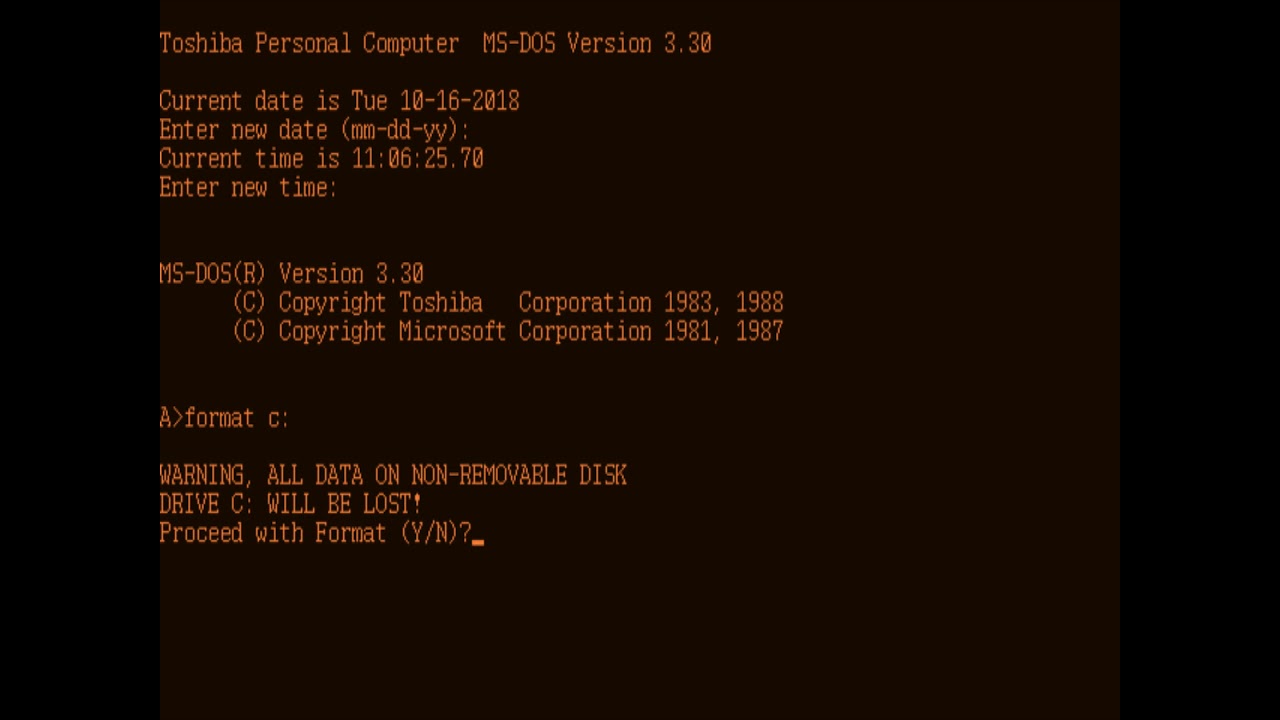 Toshiba Personal Computer  MS-DOS Version 3.30
Current date is Tue 10-16-2018
Enter new date (mm-dd-yy):
Current time is 11:06:25.70
Enter new time:
MS-DOS(R) Version 3.30
(C) Copyright Toshiba   Corporation 1983, 1988
(C) Copyright Microsoft Corporation 1981, 1987
A>format c:
WARNING, ALL DATA ON NON-REMOVABLE DISK
DRIVE C: WILL BE LOST!
Proceed with Format (Y/N)?_